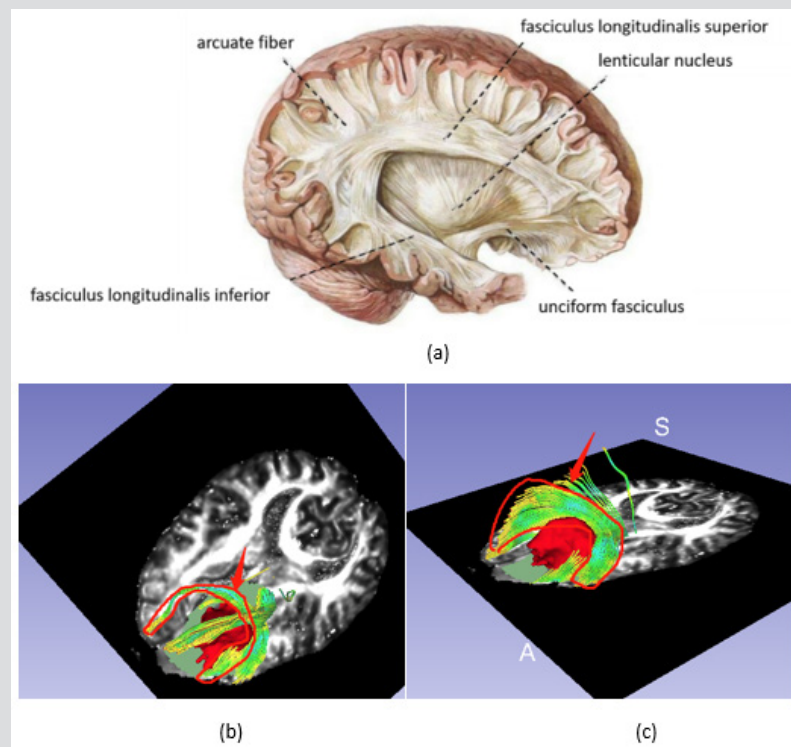 fasciculus longitudinalis superior
arcuate fiber
lenticular nucleus
fasciculus longitudinalis inferior
unciform fasciculus
(a)
S
A
(b)
(c)